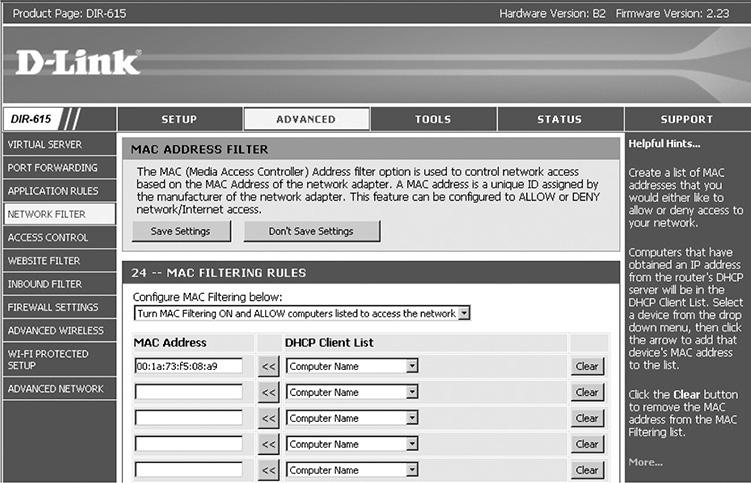 Product Page: DIR-615
Hardware Version: B2 Firmware Version: 2.23
D-Link®
DIR-615
SETUP
ADVANCED
TOOLS
STATUS
SUPPORT
VIRTUAL SERVER
PORT FORWARDING
APPLICATION RULES
NETWORK FILTER
ACCESS CONTROL
WEBSITE FILTER
INBOUND FILTER
FIREWALL SETTINGS
ADVANCED WIRELESS
WI-FI PROTECTED
SETUP
ADVANCED NETWORK
MAC ADDRESS FILTER
The MAC (Media Access Controller) Address filter option is used to control network access
based on the MAC Address of the network adapter. A MAC address is a unique ID assigned by
the manufacturer of the network adapter. This feature can be configured to ALLOW or DENY
network/Internet access.
Save Settings
Don't Save Settings
24 -- MAC FILTERING RULES
Configure MAC Filtering below:
Turn MAC Filtering ON and ALLOW computers listed to access the network
MAC Address
DHCP Client List
00:1a:73:f5:08:a9
<<
Computer Name
Clear
<<
Computer Name
Clear
<<
Computer Name
Clear
<<
Computer Name
Clear
<<
Computer Name
Clear
Helpful Hints...
Create a list of MAC
addresses that you
would either like to
allow or deny access to
your network.
Computers that have
obtained an IP address
from the router's DHCP
server will be in the
DHCP Client List. Select
a device from the drop
down menu, then click
the arrow to add that
device's MAC address
to the list.
Click the Clear button
to remove the MAC
address from the MAC
Filtering list.
More...